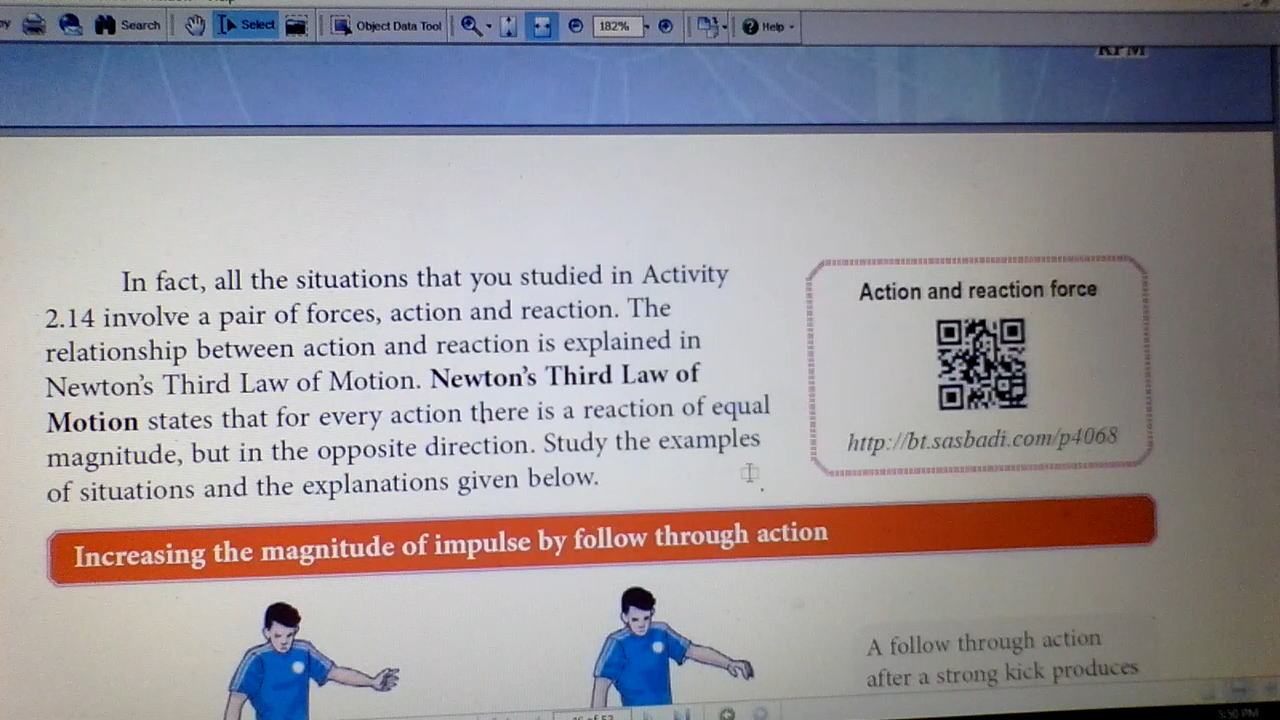 Search
Select
Object Data Tool
182%
Help
KPM
In fact, all the situations that you studied in Activity
2.14 involve a pair of forces, action and reaction. The
relationship between action and reaction is explained in
Newton's Third Law of Motion. Newton's Third Law of
Motion states that for every action there is a reaction of equal
magnitude, but in the opposite direction. Study the examples
of situations and the explanations given below.
Action and reaction force
http://bt.sasbadi.com/p4068
Increasing the magnitude of impulse by follow through action
A follow through action
after a strong kick produces
5:50 PM